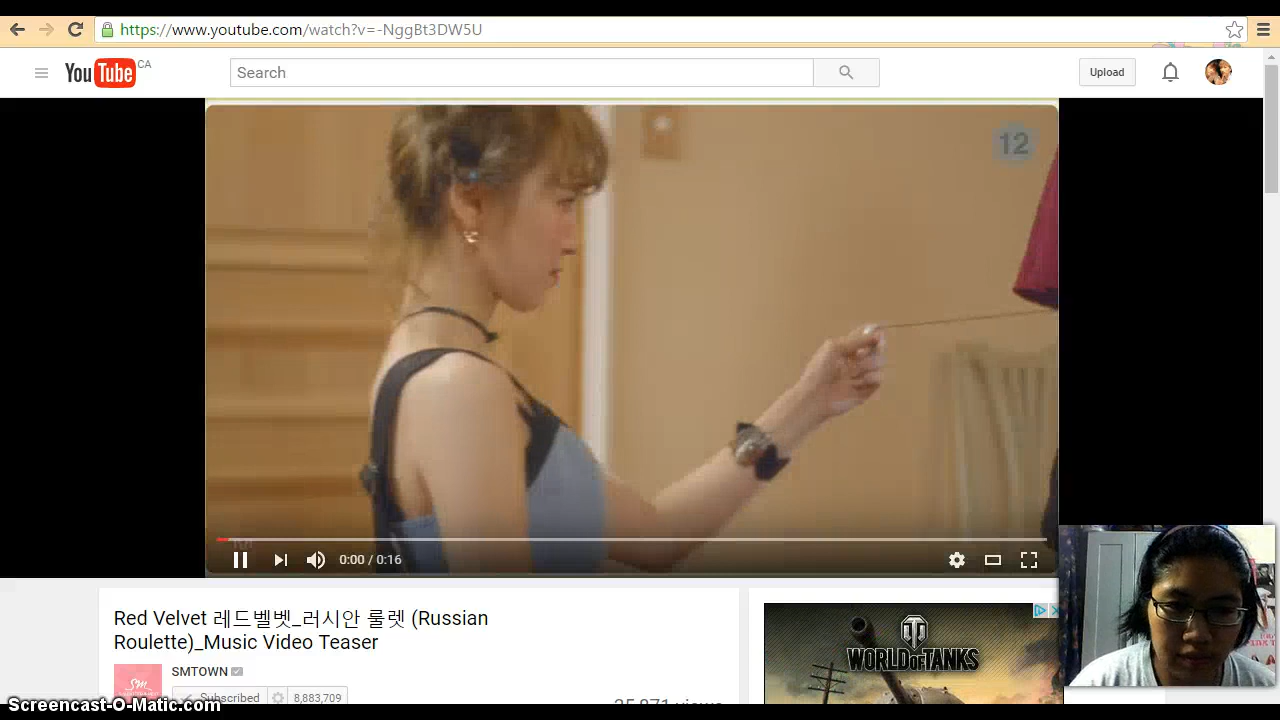 https://www.youtube.com/watch?v=-NggBt3DW5U
YouTube CA
Search
Upload
12
0:00 / 0:16
Red Velvet 레드벨벳_러시안 룰렛 (Russian
Roulette)_Music Video Teaser
SMTOWN
SM
Subscribed 8,883,709
WORLD OF TANKS
Screencast-O-Matic.com